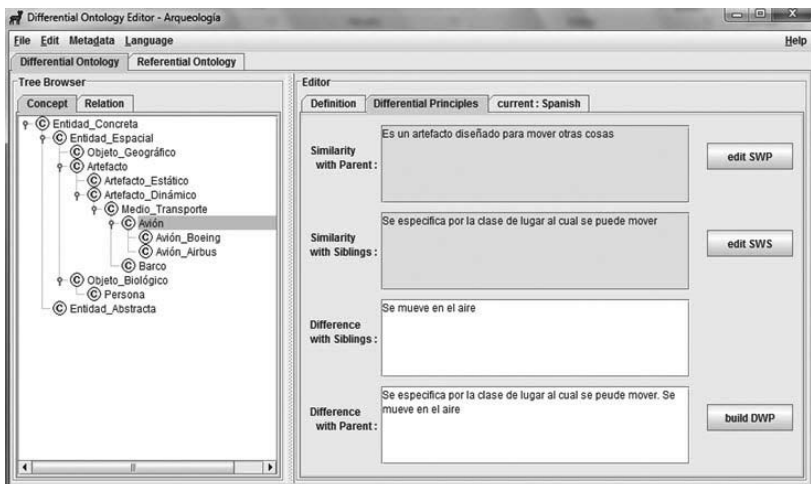 Differential Ontology Editor - Arqueología
File Edit Metadata Language Help
Differential Ontology Referential Ontology
Tree Browser
Concept Relation
C Entidad_Concreta
C Entidad_Espacial
C Objeto_Geográfico
C Artefacto
C Artefacto_Estático
C Artefacto_Dinámico
C Medio_Transporte
C Avión
C Avión_Boeing
C Avión_Airbus
C Barco
C Objeto_Biológico
C Persona
C Entidad_Abstracta
Editor
Definition Differential Principles current : Spanish
Similarity
with Parent :
Es un artefacto diseñado para mover otras cosas
edit SWP
Similarity
with Siblings :
Se especifica por la clase de lugar al cual se puede mover
edit SWS
Difference
with Siblings :
Se mueve en el aire
Difference
with Parent :
Se especifica por la clase de lugar al cual se peude mover. Se
mueve en el aire
build DWP